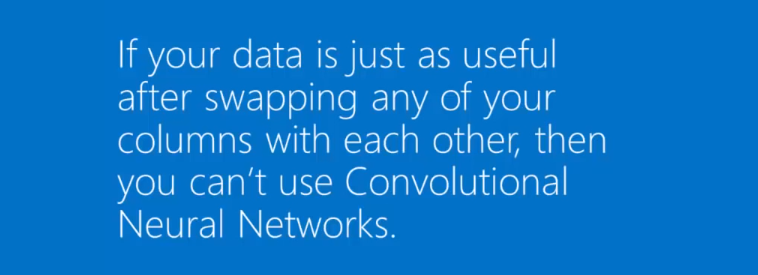 If your data is just as useful
after swapping any of your
columns with each other, then
you can’t use Convolutional
Neural Networks.